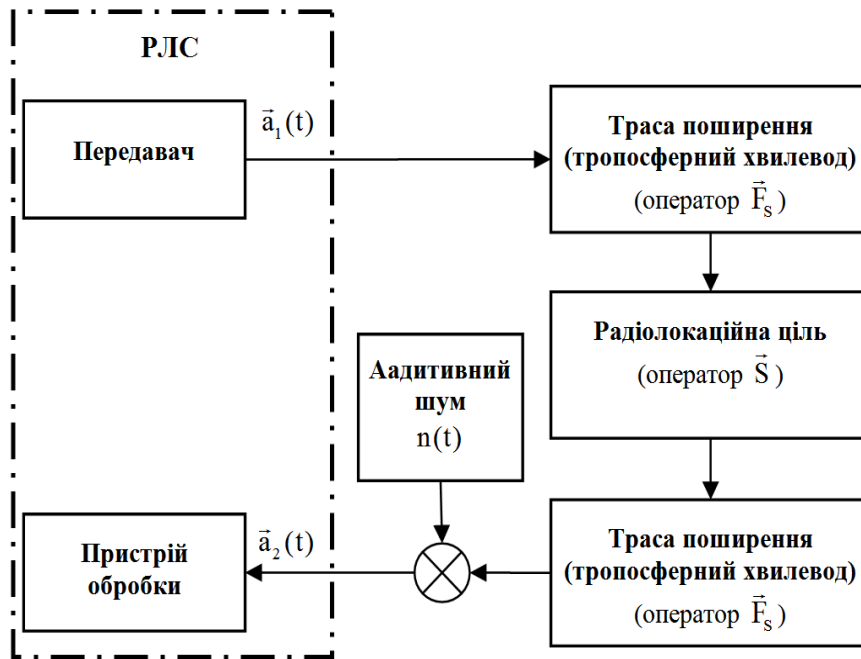 РЛС
Передавач
a⃗₁(t)
Траса поширення
(тропосферний хвилевод)
(оператор F⃗ₛ)
Радіолокаційна ціль
(оператор S⃗)
Аадитивний
шум
n(t)
Траса поширення
(тропосферний хвилевод)
(оператор F⃗ₛ)
a⃗₂(t)
Пристрій
обробки